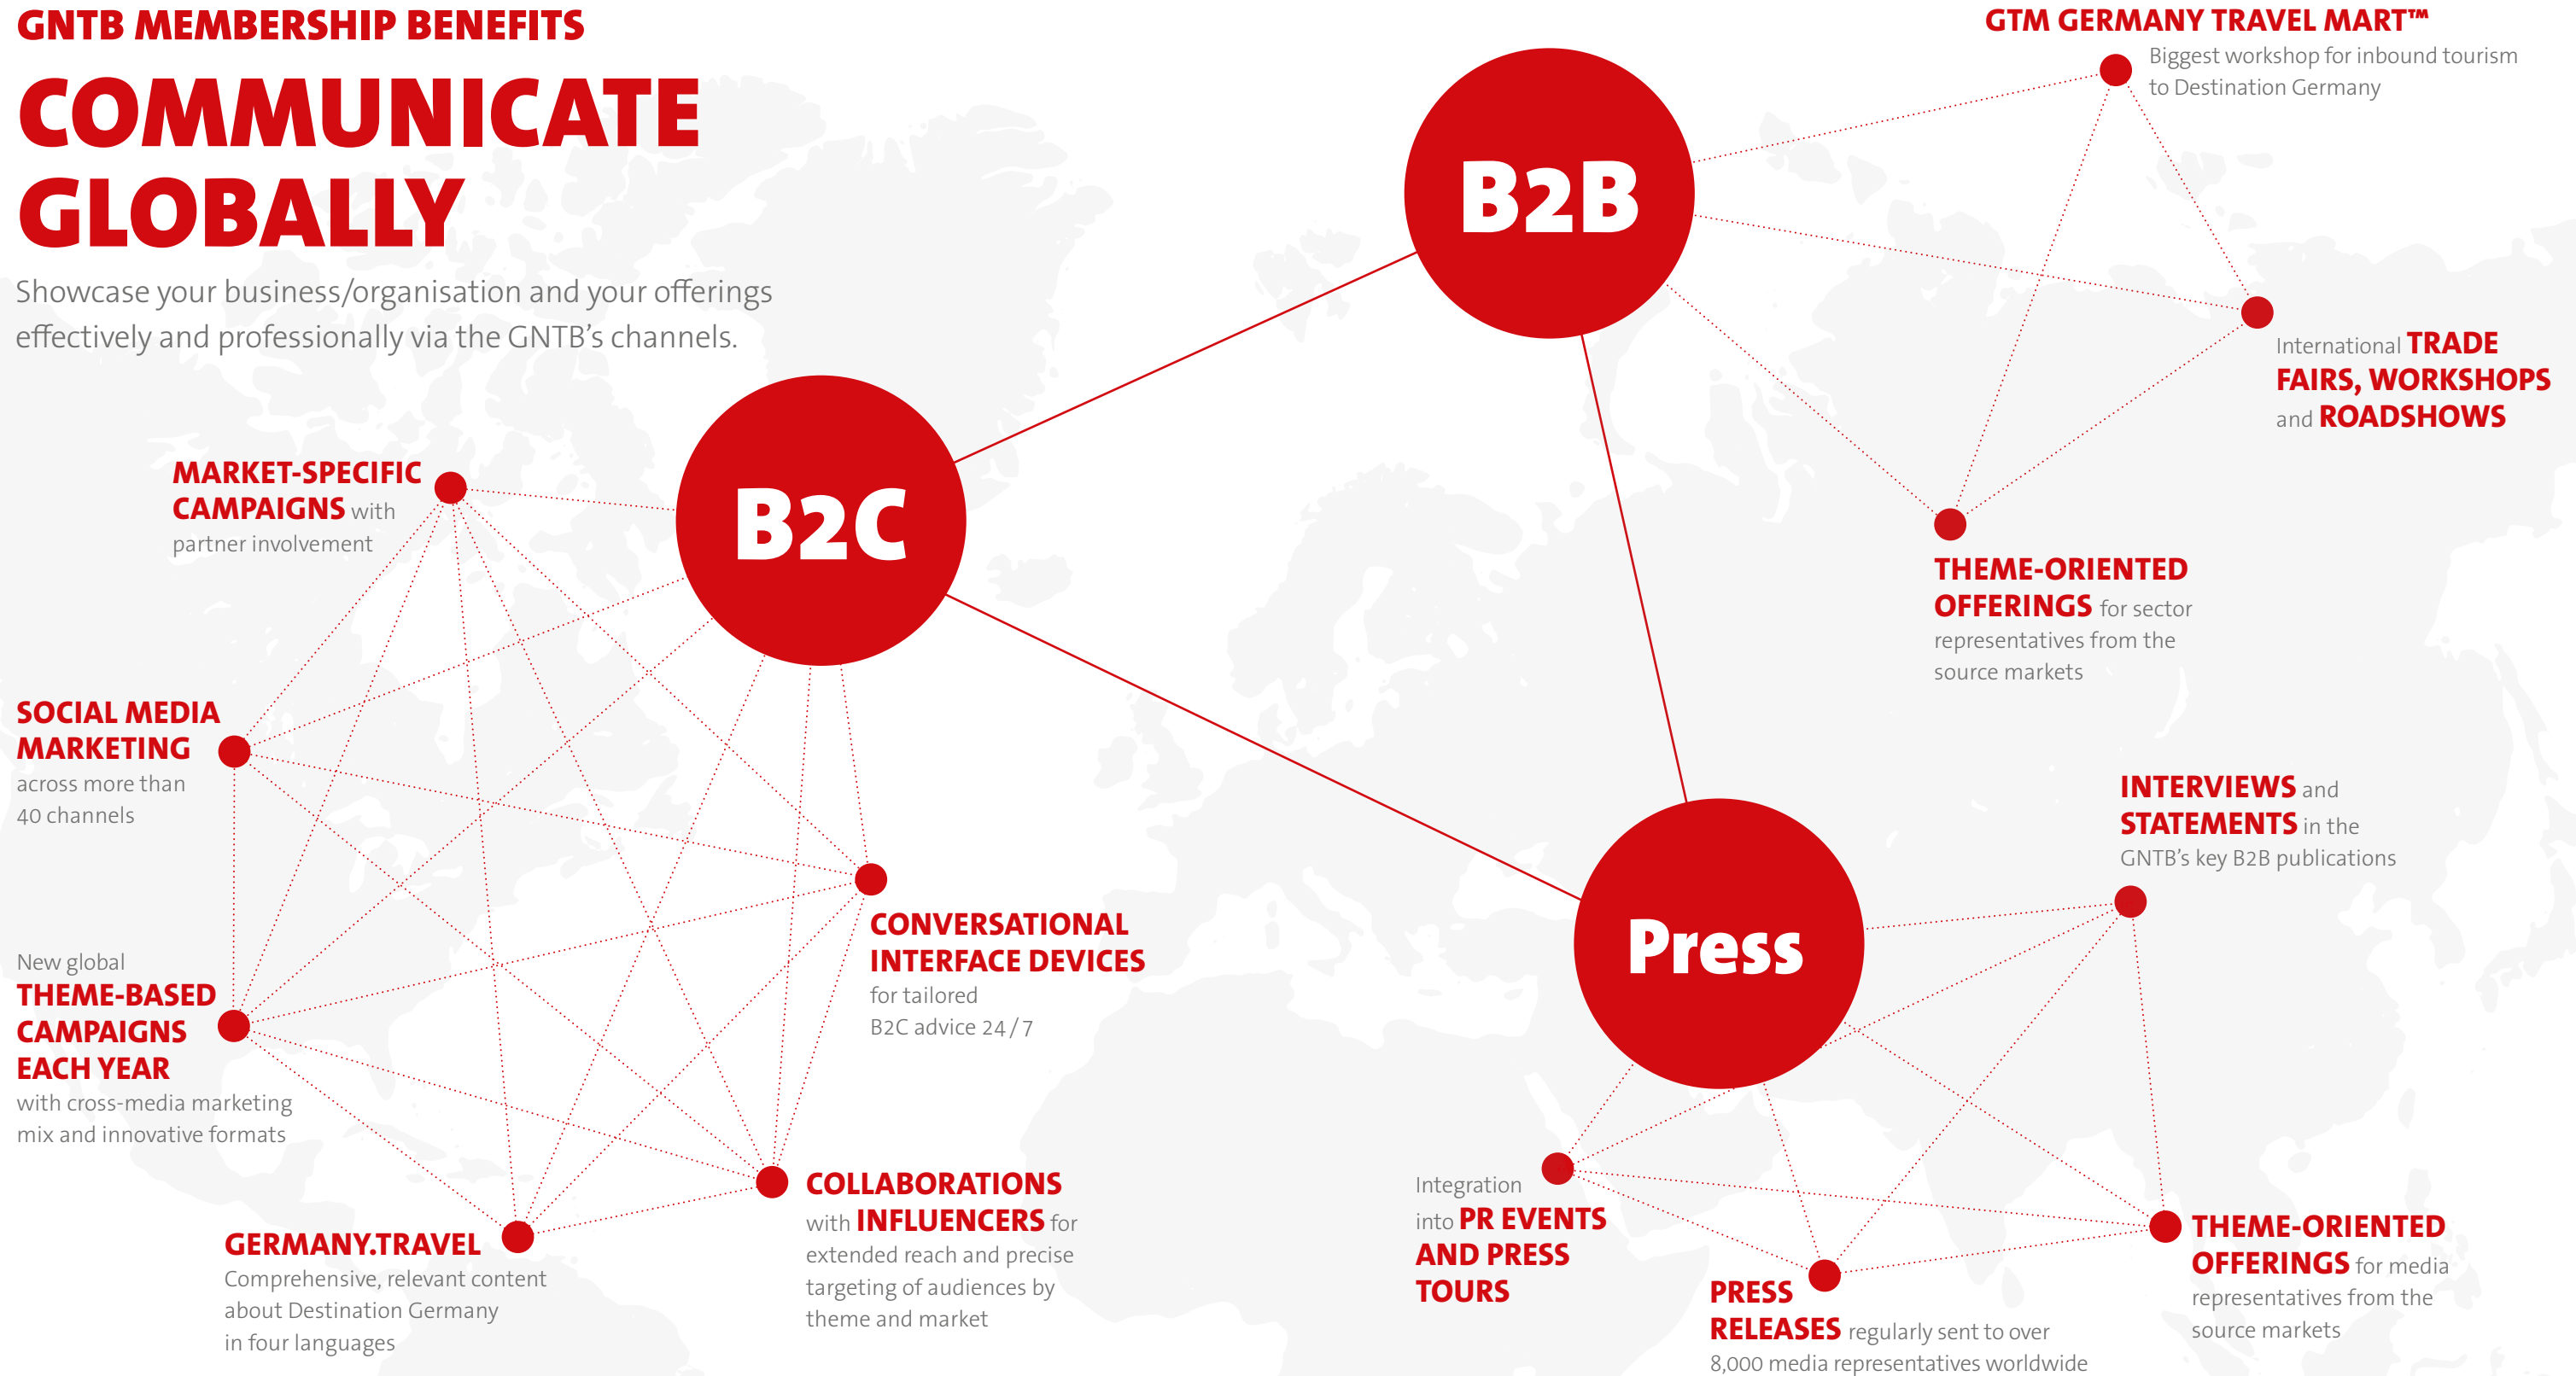 GNTB MEMBERSHIP BENEFITS
COMMUNICATE
GLOBALLY
Showcase your business/organisation and your offerings
effectively and professionally via the GNTB’s channels.
B2B
GTM GERMANY TRAVEL MART™
Biggest workshop for inbound tourism
to Destination Germany
International TRADE
FAIRS, WORKSHOPS
and ROADSHOWS
THEME-ORIENTED
OFFERINGS for sector
representatives from the
source markets
B2C
MARKET-SPECIFIC
CAMPAIGNS with
partner involvement
SOCIAL MEDIA
MARKETING
across more than
40 channels
New global
THEME-BASED
CAMPAIGNS
EACH YEAR
with cross-media marketing
mix and innovative formats
GERMANY.TRAVEL
Comprehensive, relevant content
about Destination Germany
in four languages
CONVERSATIONAL
INTERFACE DEVICES
for tailored
B2C advice 24/7
COLLABORATIONS
with INFLUENCERS for
extended reach and precise
targeting of audiences by
theme and market
Press
INTERVIEWS and
STATEMENTS in the
GNTB’s key B2B publications
Integration
into PR EVENTS
AND PRESS
TOURS
PRESS
RELEASES regularly sent to over
8,000 media representatives worldwide
THEME-ORIENTED
OFFERINGS for media
representatives from the
source markets